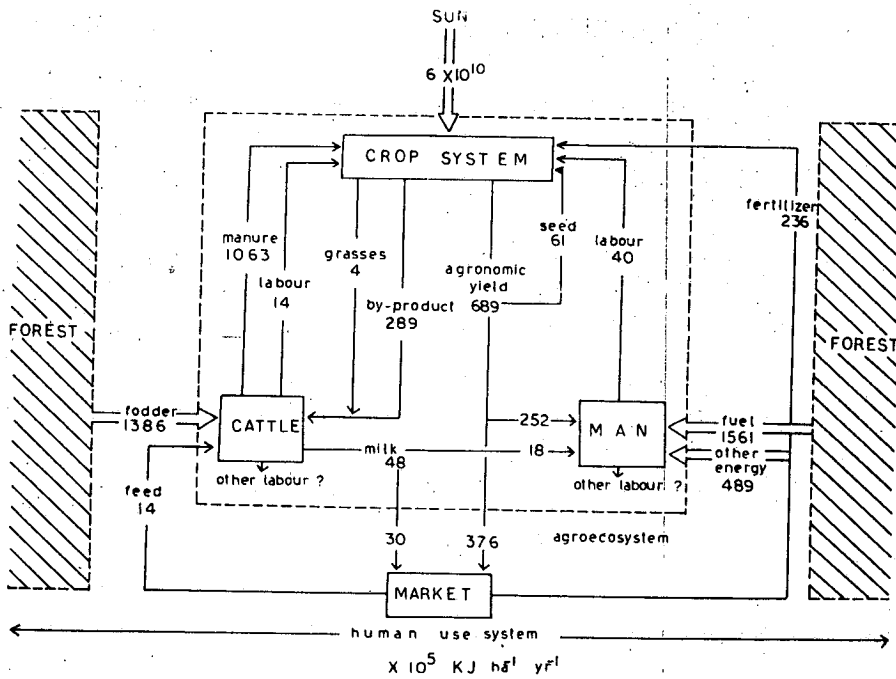 SUN
6 X10¹⁰
CROP SYSTEM
manure
1063
labour
14
grasses
4
by-product
289
agronomic
yield
689
seed
61
labour
40
fertilizer
236
FOREST
FOREST
fodder
1386
CATTLE
252
MAN
fuel
1561
other
energy
489
milk
48
18
other labour ?
other labour ?
feed
14
30
376
agroecosystem
MARKET
human use system
X 10⁵ KJ ha⁻¹ yr⁻¹